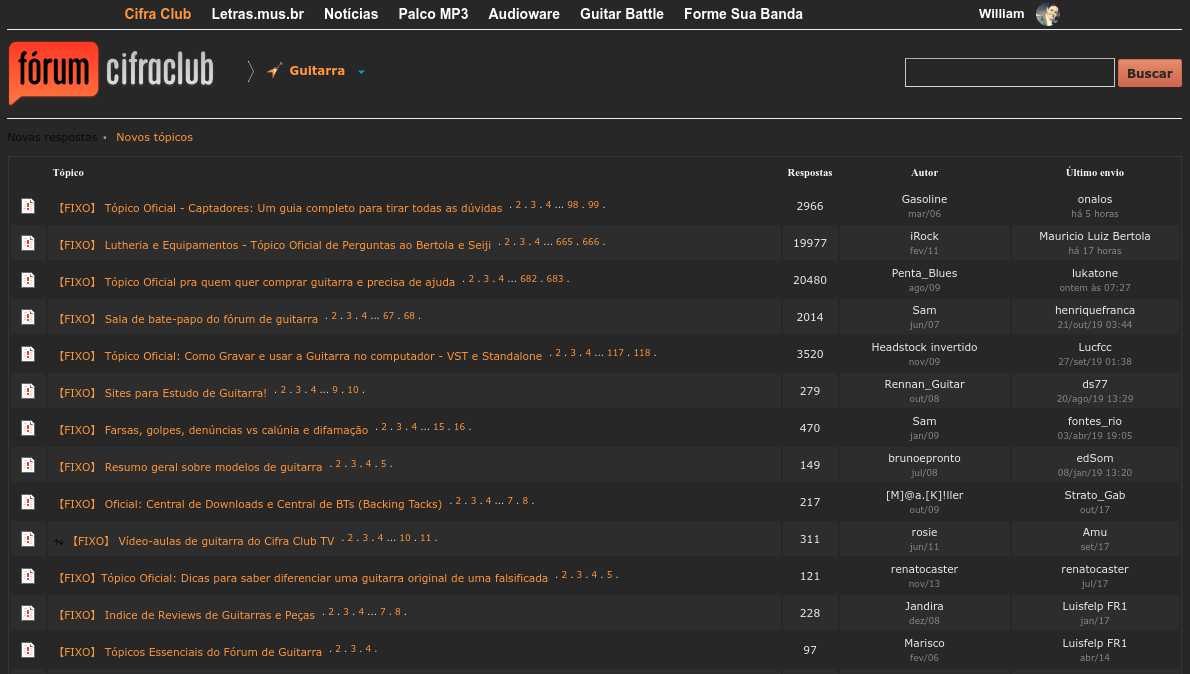 Cifra Club Letras.mus.br Notícias Palco MP3 Audioware Guitar Battle Forme Sua Banda William
fórum cifraclub Guitarra Buscar
Novas respostas • Novos tópicos
Tópico Respostas Autor Último envio
【FIXO】 Tópico Oficial - Captadores: Um guia completo para tirar todas as dúvidas . 2 . 3 . 4 ... 98 . 99 . 2966 Gasoline onalos
mar/06 há 5 horas
【FIXO】 Lutheria e Equipamentos - Tópico Oficial de Perguntas ao Bertola e Seiji . 2 . 3 . 4 ... 665 . 666 . 19977 iRock Mauricio Luiz Bertola
fev/11 há 17 horas
【FIXO】 Tópico Oficial pra quem quer comprar guitarra e precisa de ajuda . 2 . 3 . 4 ... 682 . 683 . 20480 Penta_Blues lukatone
ago/09 ontem às 07:27
【FIXO】 Sala de bate-papo do fórum de guitarra . 2 . 3 . 4 ... 67 . 68 . 2014 Sam henriquefranca
jun/07 21/out/19 03:44
【FIXO】 Tópico Oficial: Como Gravar e usar a Guitarra no computador - VST e Standalone . 2 . 3 . 4 ... 117 . 118 . 3520 Headstock invertido Lucfcc
nov/09 27/set/19 01:38
【FIXO】 Sites para Estudo de Guitarra! . 2 . 3 . 4 ... 9 . 10 . 279 Rennan_Guitar ds77
out/08 20/ago/19 13:29
【FIXO】 Farsas, golpes, denúncias vs calúnia e difamação . 2 . 3 . 4 ... 15 . 16 . 470 Sam fontes_rio
jan/09 03/abr/19 19:05
【FIXO】 Resumo geral sobre modelos de guitarra . 2 . 3 . 4 . 5 . 149 brunoepronto edSom
jul/08 08/jan/19 13:20
【FIXO】 Oficial: Central de Downloads e Central de BTs (Backing Tacks) . 2 . 3 . 4 ... 7 . 8 . 217 [M]@a.[K]!ller Strato_Gab
out/09 out/17
【FIXO】 Vídeo-aulas de guitarra do Cifra Club TV . 2 . 3 . 4 ... 10 . 11 . 311 rosie Amu
jun/11 set/17
【FIXO】Tópico Oficial: Dicas para saber diferenciar uma guitarra original de uma falsificada . 2 . 3 . 4 . 5 . 121 renatocaster renatocaster
nov/13 jul/17
【FIXO】 Indice de Reviews de Guitarras e Peças . 2 . 3 . 4 ... 7 . 8 . 228 Jandira Luisfelp FR1
dez/08 jan/17
【FIXO】 Tópicos Essenciais do Fórum de Guitarra . 2 . 3 . 4 . 97 Marisco Luisfelp FR1
fev/06 abr/14